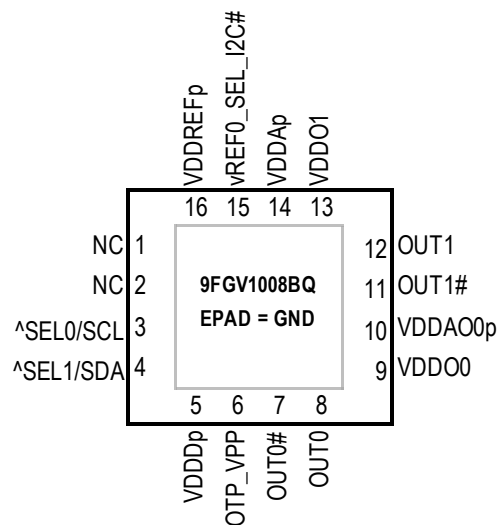 VDDREFp
vREF0_SEL_I2C#
VDDAp
VDDO1
16 15 14 13
NC 1
NC 2
^SEL0/SCL 3
^SEL1/SDA 4
9FGV1008BQ
EPAD = GND
12 OUT1
11 OUT1#
10 VDDAO0p
9 VDDO0
5 6 7 8
VDDDp
OTP_VPP
OUT0#
OUT0